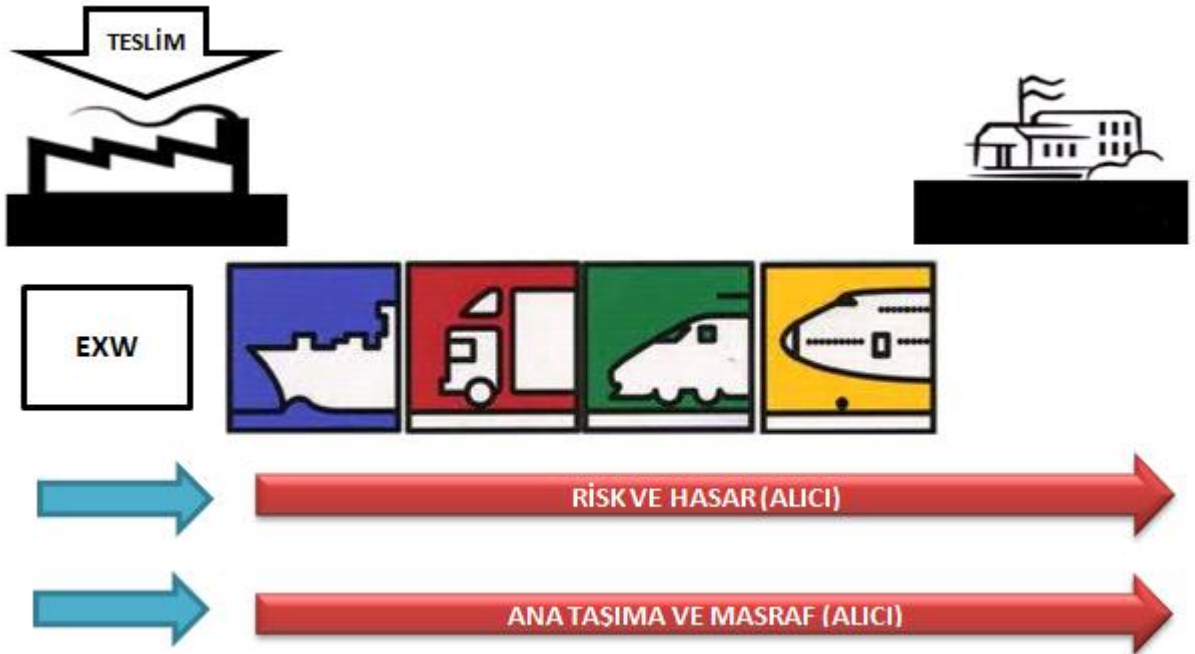 TESLİM
EXW
RİSK VE HASAR (ALICI)
ANA TAŞIMA VE MASRAF (ALICI)